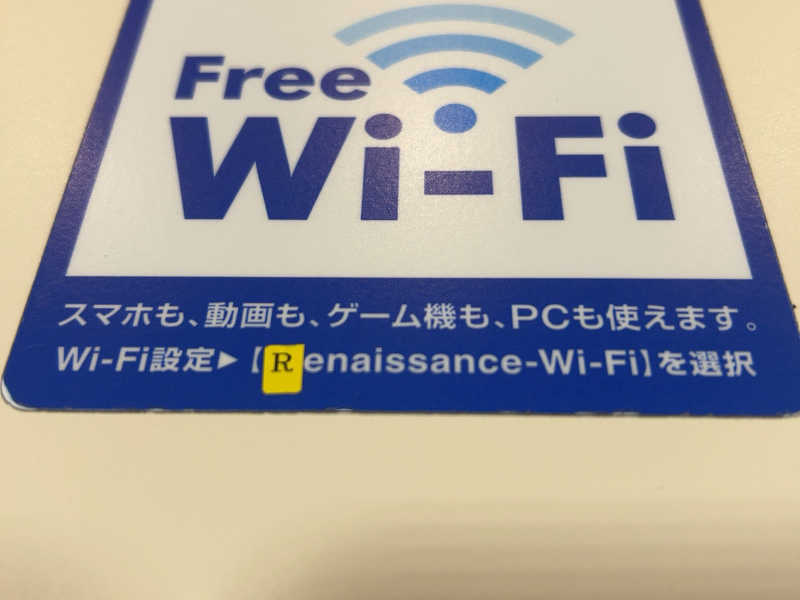 Free
Wi-Fi
スマホも、動画も、ゲーム機も、PCも使えます。
Wi-Fi設定▶【Renaissance-Wi-Fi】を選択